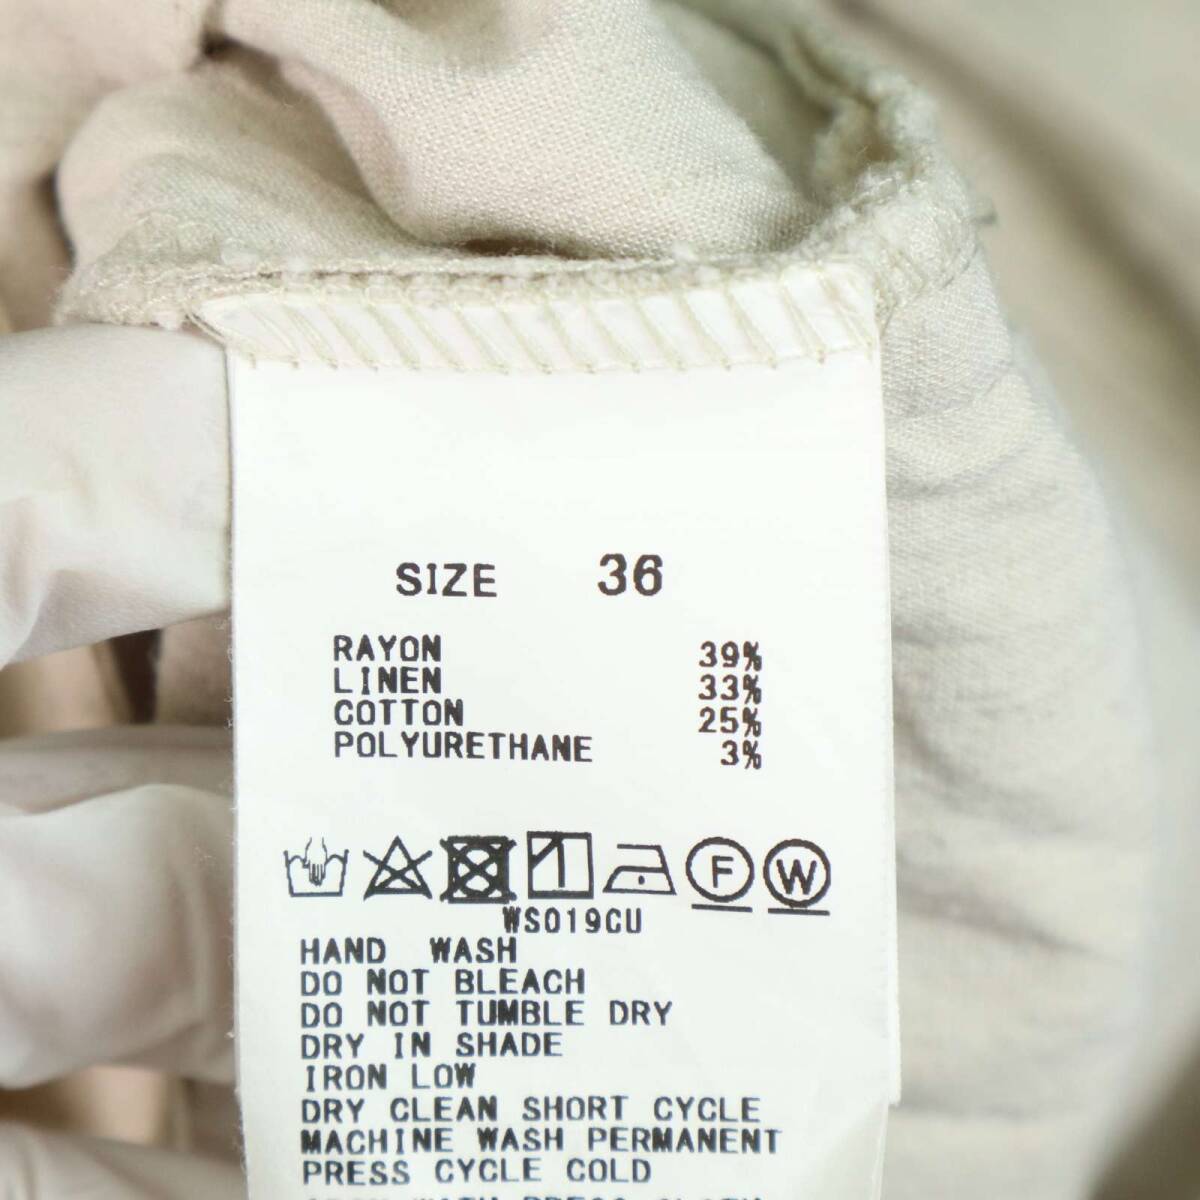 SIZE 36
RAYON 39%
LINEN 33%
COTTON 25%
POLYURETHANE 3%
F W
WS019CU
HAND WASH
DO NOT BLEACH
DO NOT TUMBLE DRY
DRY IN SHADE
IRON LOW
DRY CLEAN SHORT CYCLE
MACHINE WASH PERMANENT
PRESS CYCLE COLD